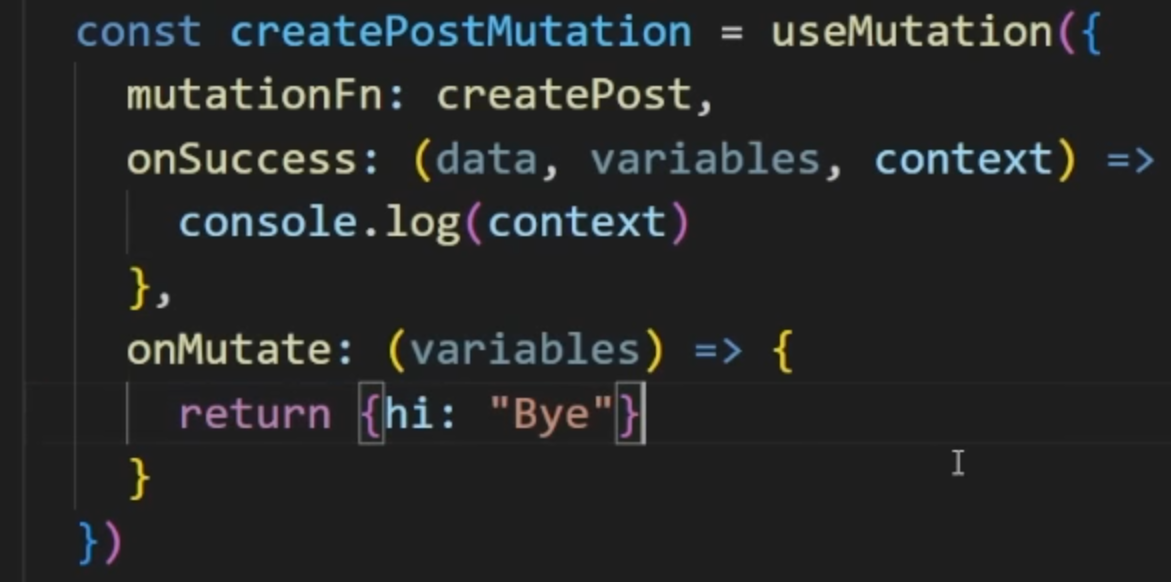 const createPostMutation = useMutation({
mutationFn: createPost,
onSuccess: (data, variables, context) =>
console.log(context)
},
onMutate: (variables) => {
return {hi: "Bye"}
}
})